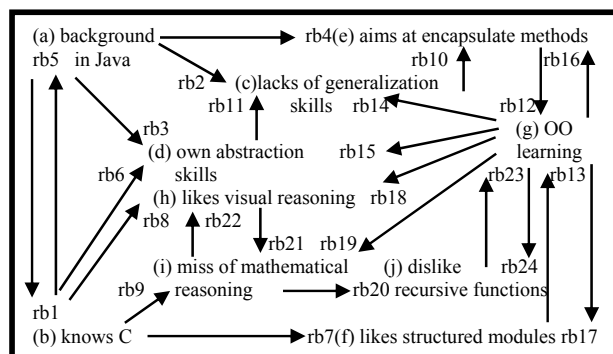 (a) background rb4(e) aims at encapsulate methods
rb5 in Java rb10 rb16
rb2 (c)lacks of generalization
rb11 skills rb14 rb12
rb3 (g) OO
(d) own abstraction rb15 learning
rb6 skills rb23 rb13
(h) likes visual reasoning rb18
rb8 rb22
rb21 rb19
(i) miss of mathematical (j) dislike rb24
rb9 reasoning rb20 recursive functions
rb1
(b) knows C rb7(f) likes structured modules rb17